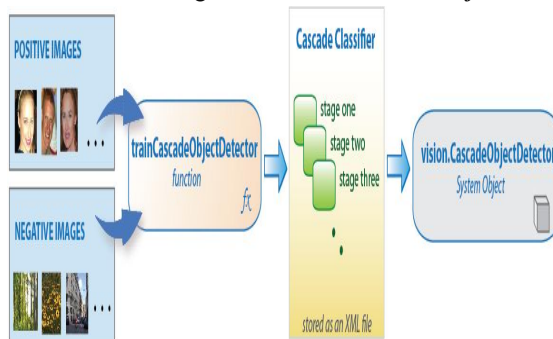 POSITIVE IMAGES
• • •
NEGATIVE IMAGES
• • •
trainCascadeObjectDetector
function
fx
Cascade Classifier
stage one
stage two
stage three
stored as an XML file
vision.CascadeObjectDetector
System Object